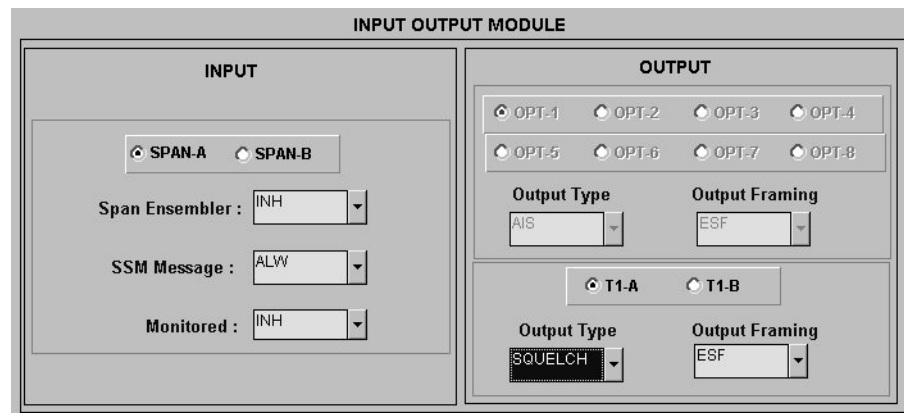 INPUT OUTPUT MODULE
INPUT
SPAN-A SPAN-B
Span Ensembler : INH
SSM Message : ALW
Monitored : INH
OUTPUT
OPT-1 OPT-2 OPT-3 OPT-4
OPT-5 OPT-6 OPT-7 OPT-8
Output Type Output Framing
AIS ESF
T1-A T1-B
Output Type Output Framing
SQUELCH ESF